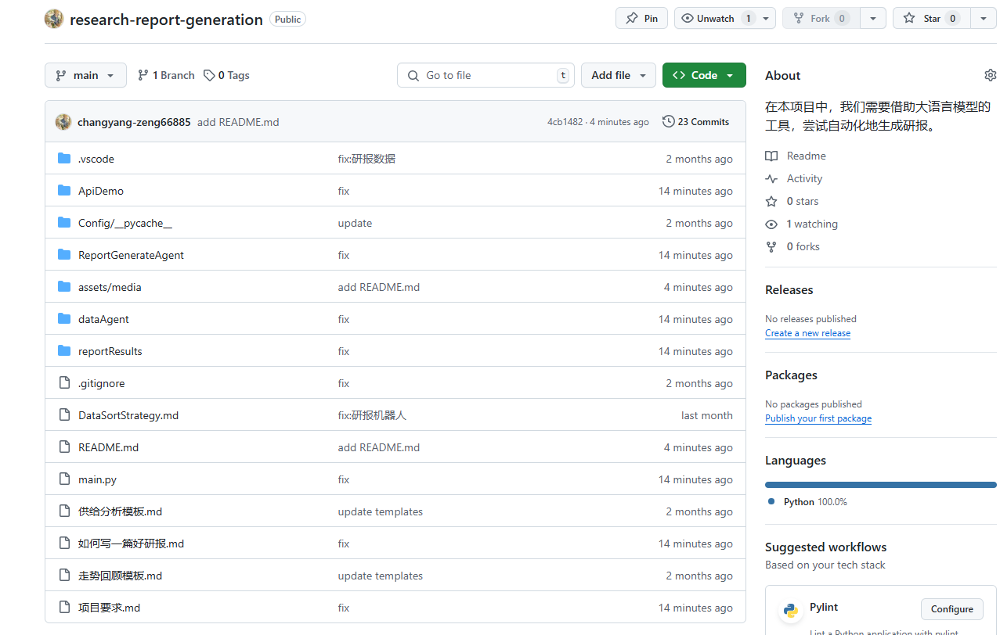 research-report-generation Public Pin Unwatch 1 Fork 0 Star 0
main 1 Branch 0 Tags Go to file t Add file Code
changyang-zeng66885 add README.md 4cb1482 · 4 minutes ago 23 Commits
.vscode fix:研报数据 2 months ago
ApiDemo fix 14 minutes ago
Config/__pycache__ update 2 months ago
ReportGenerateAgent fix 14 minutes ago
assets/media add README.md 4 minutes ago
dataAgent fix 14 minutes ago
reportResults fix 14 minutes ago
.gitignore fix 2 months ago
DataSortStrategy.md fix:研报机器人 last month
README.md add README.md 4 minutes ago
main.py fix 14 minutes ago
供给分析模板.md update templates 2 months ago
如何写一篇好研报.md fix 14 minutes ago
走势回顾模板.md update templates 2 months ago
项目要求.md fix 14 minutes ago
About
在本项目中，我们需要借助大语言模型的
工具，尝试自动化地生成研报。
Readme
Activity
0 stars
1 watching
0 forks
Releases
No releases published
Create a new release
Packages
No packages published
Publish your first package
Languages
Python 100.0%
Suggested workflows
Based on your tech stack
Pylint Configure
Lint a Python application with pylint.